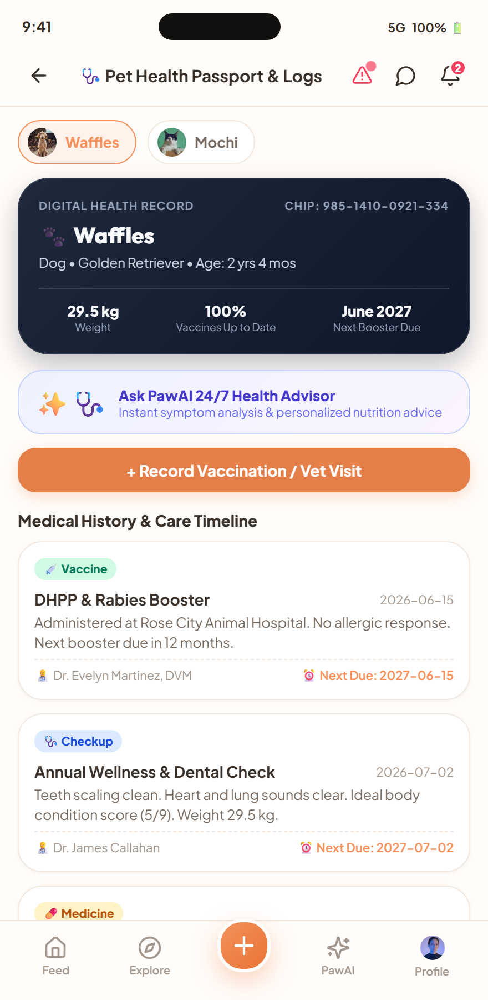 9:41
5G 100%
Pet Health Passport & Logs
2
Waffles
Mochi
DIGITAL HEALTH RECORD
CHIP: 985-1410-0921-334
Waffles
Dog • Golden Retriever • Age: 2 yrs 4 mos
29.5 kg
Weight
100%
Vaccines Up to Date
June 2027
Next Booster Due
Ask PawAI 24/7 Health Advisor
Instant symptom analysis & personalized nutrition advice
+ Record Vaccination / Vet Visit
Medical History & Care Timeline
Vaccine
DHPP & Rabies Booster
2026-06-15
Administered at Rose City Animal Hospital. No allergic response.
Next booster due in 12 months.
Dr. Evelyn Martinez, DVM
Next Due: 2027-06-15
Checkup
Annual Wellness & Dental Check
2026-07-02
Teeth scaling clean. Heart and lung sounds clear. Ideal body
condition score (5/9). Weight 29.5 kg.
Dr. James Callahan
Next Due: 2027-07-02
Medicine
Feed
Explore
PawAI
Profile